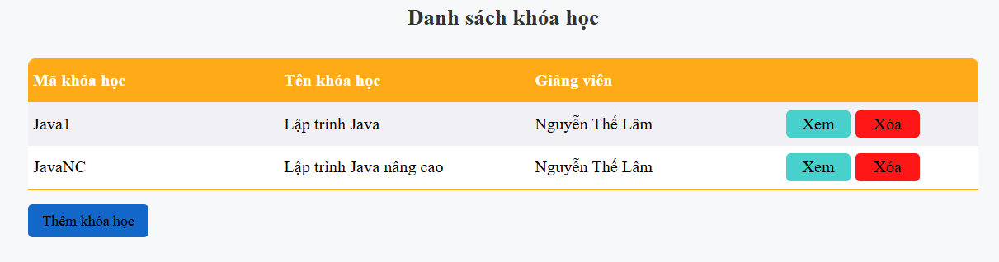 Danh sách khóa học
Mã khóa học Tên khóa học Giảng viên
Java1 Lập trình Java Nguyễn Thế Lâm Xem Xóa
JavaNC Lập trình Java nâng cao Nguyễn Thế Lâm Xem Xóa
Thêm khóa học